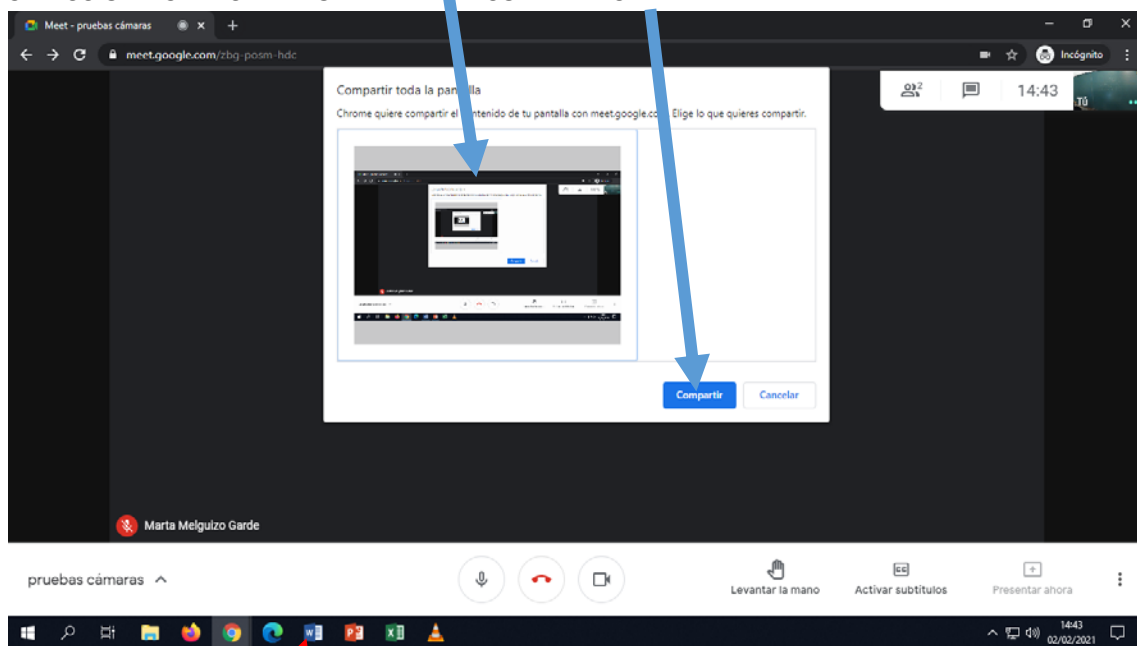 Meet - pruebas cámaras
meet.google.com/zbg-posm-hdc
Incógnito
2
14:43
Tú
Compartir toda la pantalla
Chrome quiere compartir el contenido de tu pantalla con meet.google.com. Elige lo que quieres compartir.
Compartir
Cancelar
Marta Melguizo Garde
pruebas cámaras
Levantar la mano
Activar subtítulos
Presentar ahora
14:43
02/02/2021